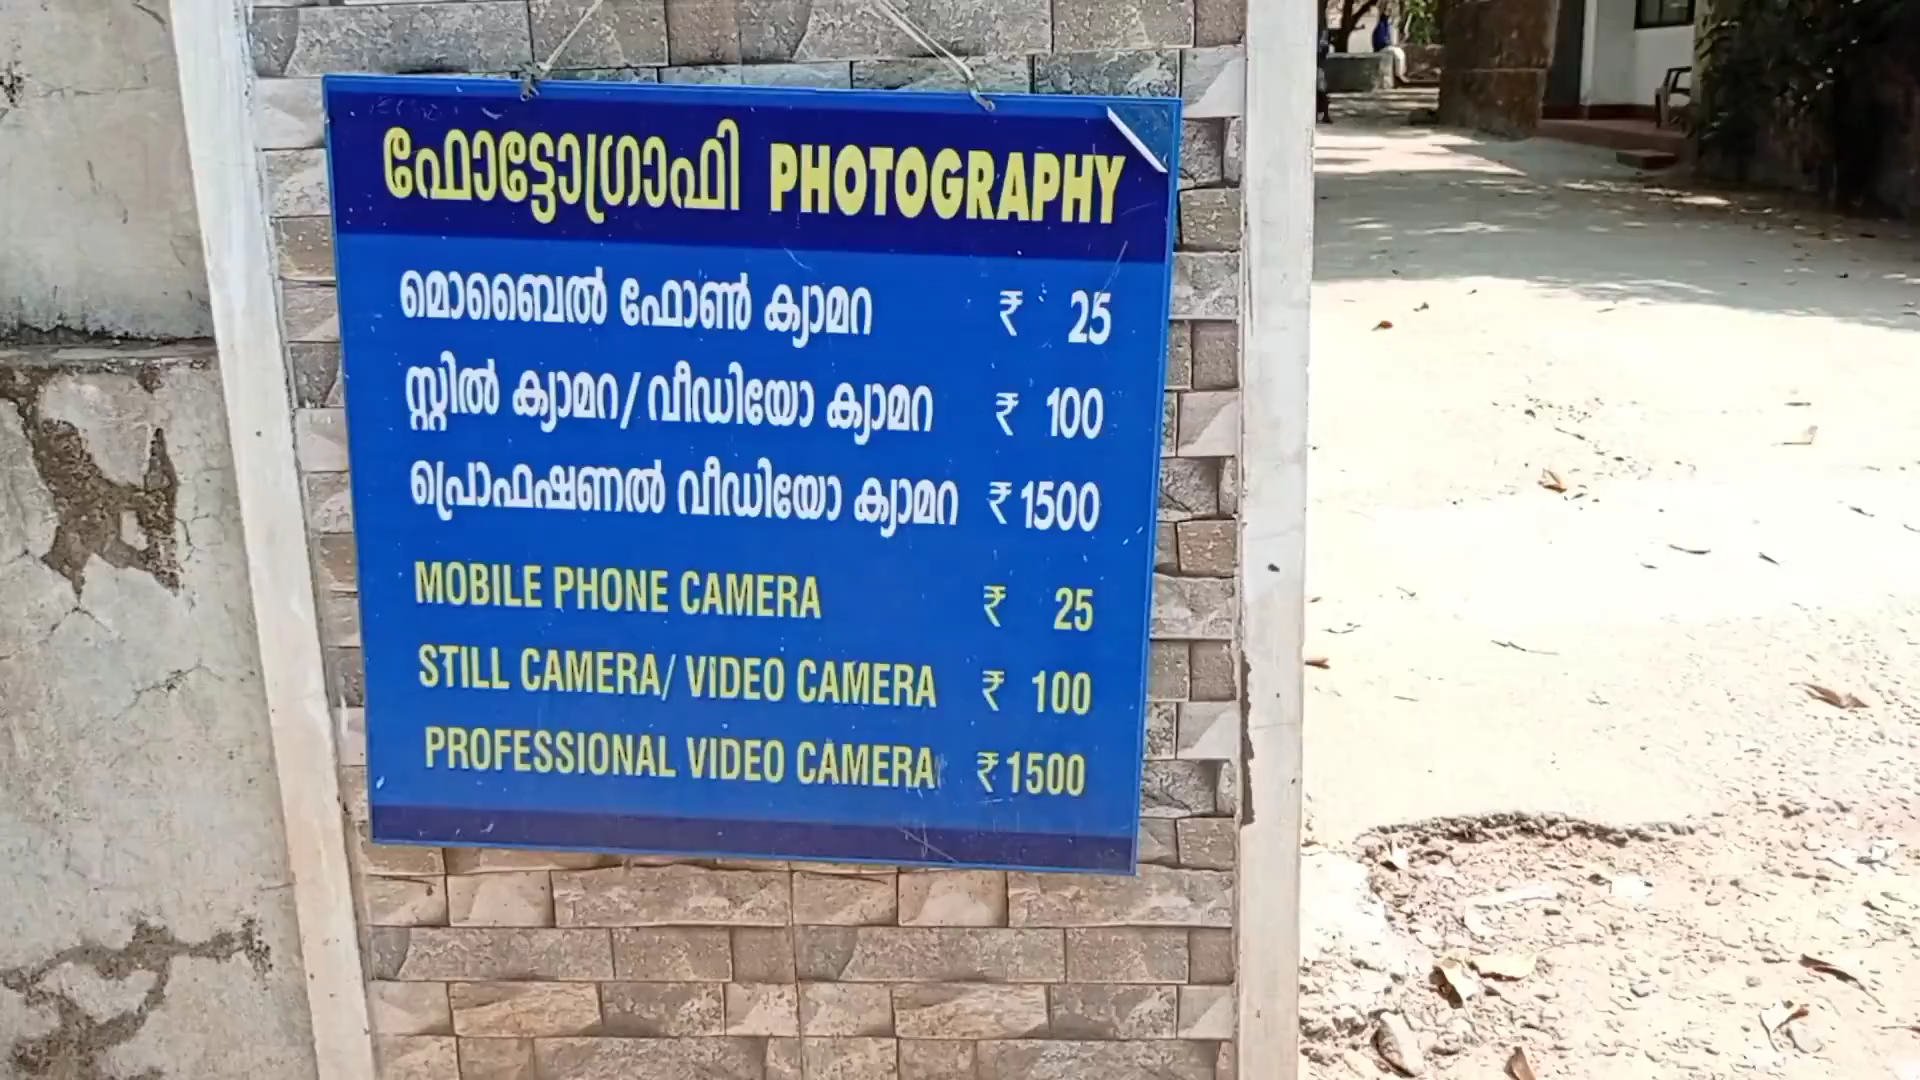 ഫോട്ടോഗ്രാഫി PHOTOGRAPHY
മൊബൈൽ ഫോൺ ക്യാമറ ₹ 25
സ്റ്റിൽ ക്യാമറ/വീഡിയോ ക്യാമറ ₹ 100
പ്രൊഫഷണൽ വീഡിയോ ക്യാമറ ₹1500
MOBILE PHONE CAMERA ₹ 25
STILL CAMERA/ VIDEO CAMERA ₹ 100
PROFESSIONAL VIDEO CAMERA ₹1500